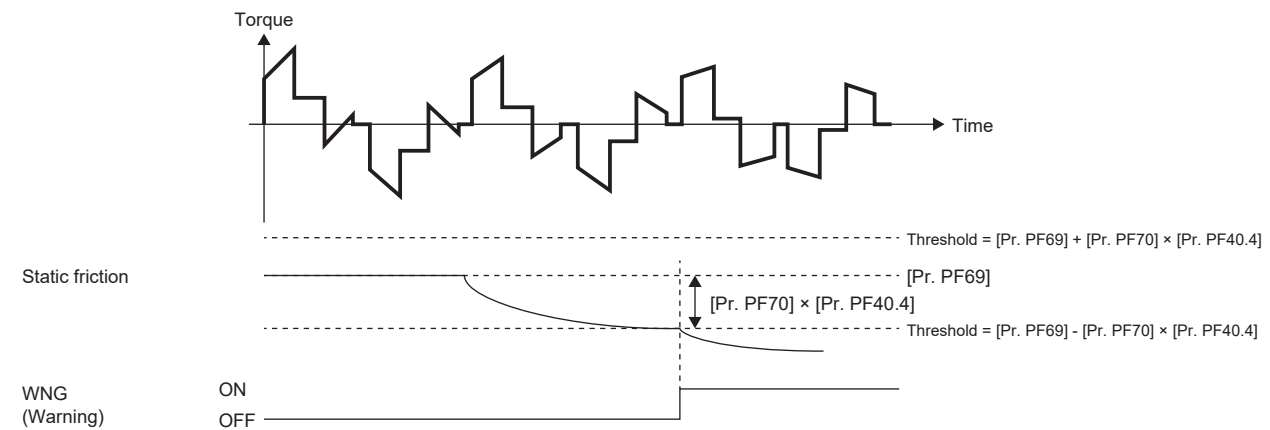 Torque
Time
Threshold = [Pr. PF69] + [Pr. PF70] × [Pr. PF40.4]
Static friction
[Pr. PF69]
[Pr. PF70] × [Pr. PF40.4]
Threshold = [Pr. PF69] - [Pr. PF70] × [Pr. PF40.4]
WNG
(Warning)
ON
OFF